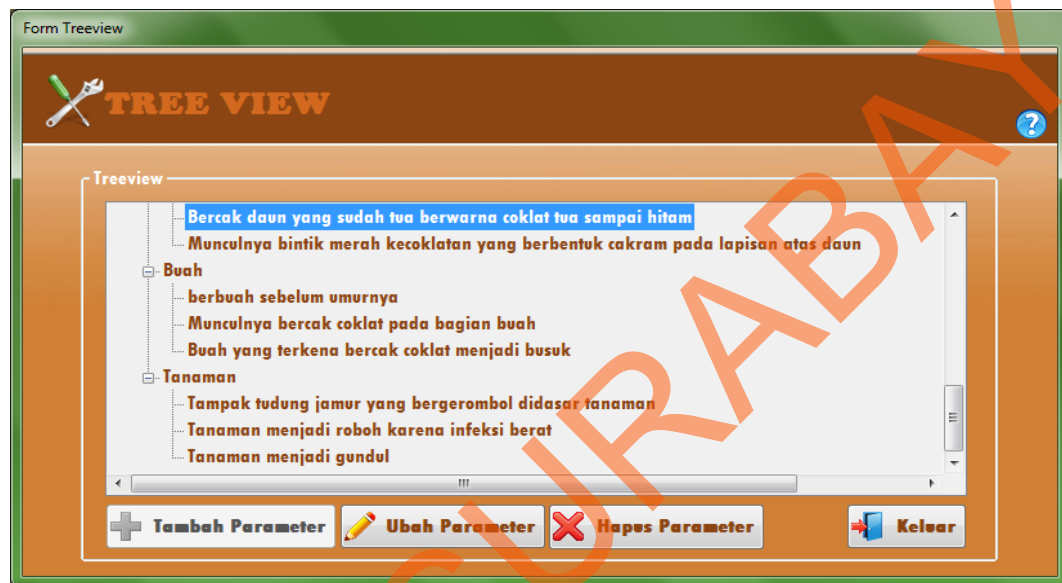 Form Treeview
TREE VIEW
Treeview
Bercak daun yang sudah tua berwarna coklat tua sampai hitam
Munculnya bintik merah kecoklatan yang berbentuk cakram pada lapisan atas daun
Buah
berbuah sebelum umurnya
Munculnya bercak coklat pada bagian buah
Buah yang terkena bercak coklat menjadi busuk
Tanaman
Tampak tudung jamur yang bergerombol didasar tanaman
Tanaman menjadi roboh karena infeksi berat
Tanaman menjadi gundul
Tambah Parameter Ubah Parameter Hapus Parameter Keluar
SURABAY